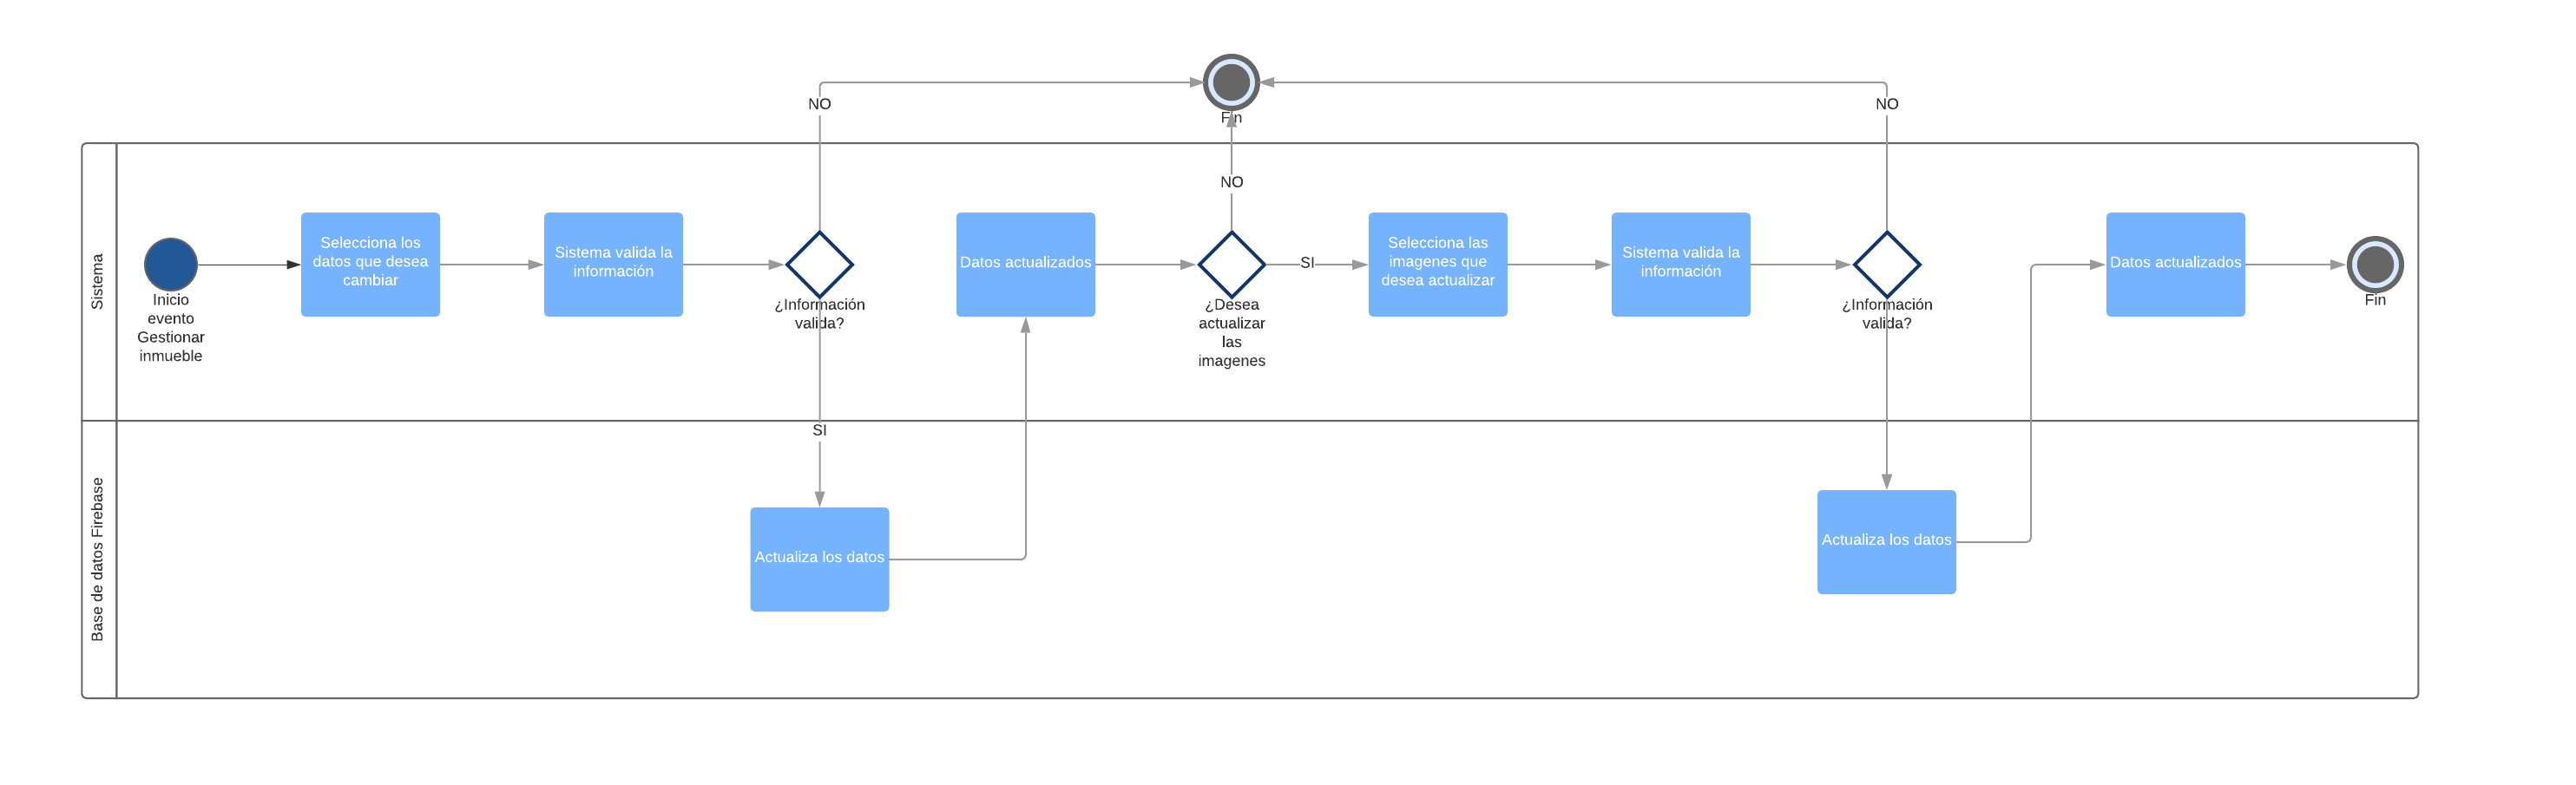 Fin
NO
NO
NO
Sistema
Inicio
evento
Gestionar
inmueble
Selecciona los
datos que desea
cambiar
Sistema valida la
información
¿Información
valida?
Datos actualizados
¿Desea
actualizar
las
imagenes
SI
Selecciona las
imagenes que
desea actualizar
Sistema valida la
información
¿Información
valida?
Datos actualizados
Fin
Base de datos Firebase
SI
Actualiza los datos
Actualiza los datos